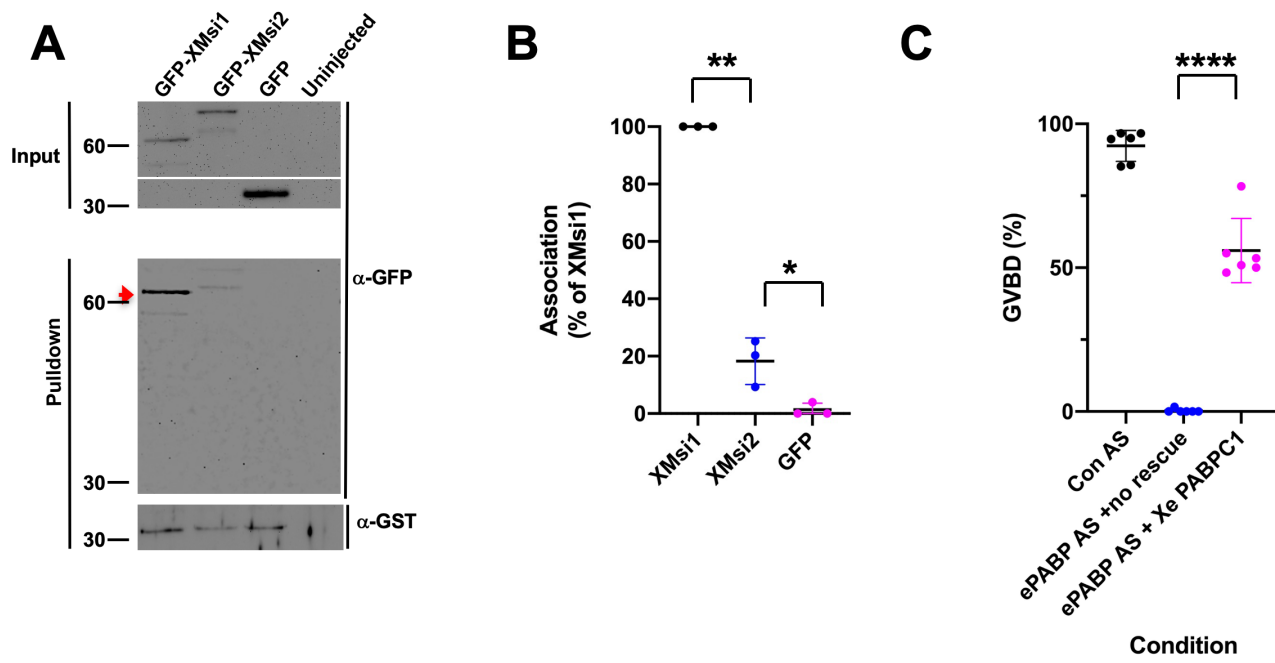 A
GFP-XMsi1
GFP-XMsi2
GFP
Uninjected
Input
60
30
Pulldown
60
30
30
α-GFP
α-GST
B
**
*
Association
(% of XMsi1)
100
80
60
40
20
0
XMsi1
XMsi2
GFP
C
****
GVBD (%)
100
50
0
Con AS
ePABP AS +no rescue
ePABP AS + Xe PABPC1
Condition